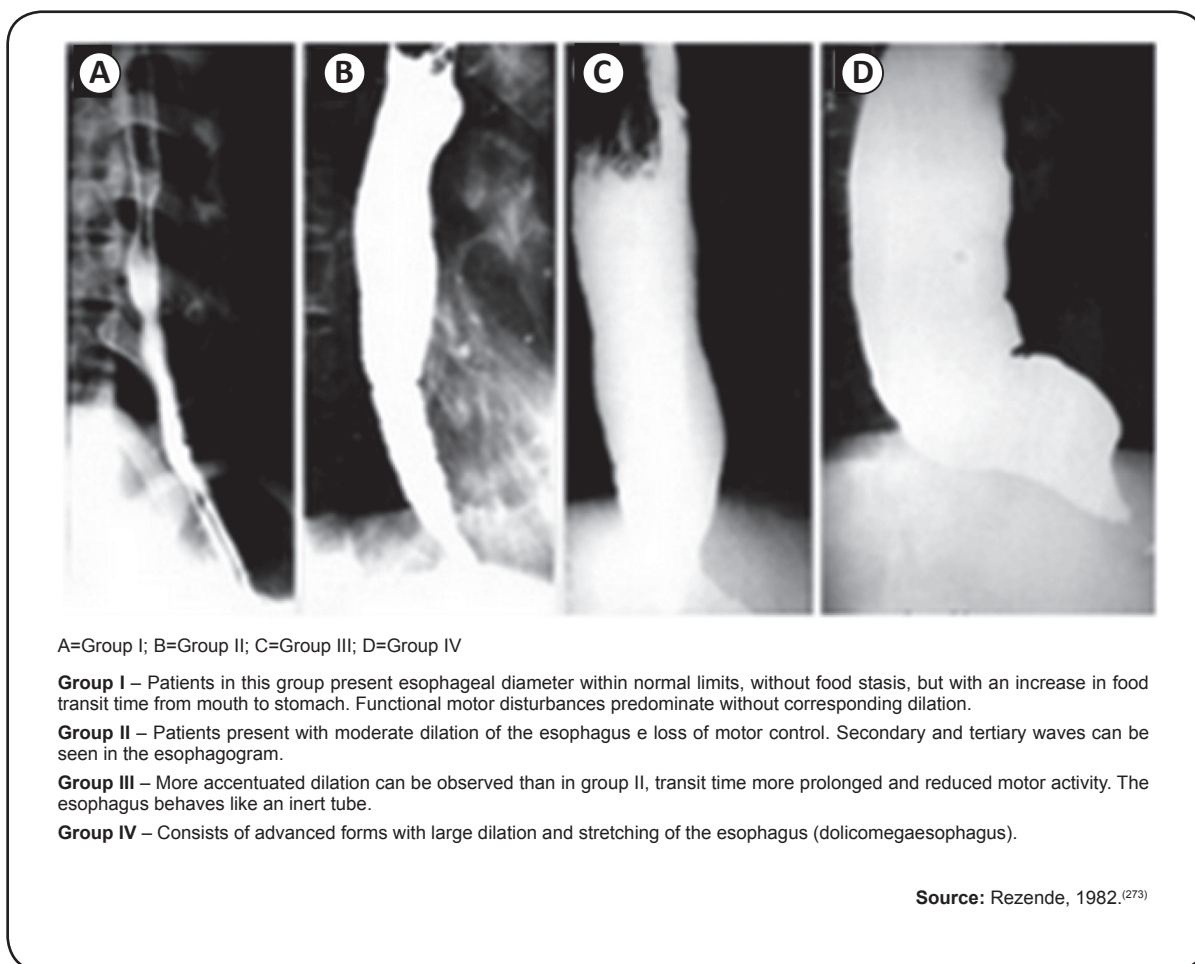 A
B
C
D
A=Group I; B=Group II; C=Group III; D=Group IV
Group I – Patients in this group present esophageal diameter within normal limits, without food stasis, but with an increase in food
transit time from mouth to stomach. Functional motor disturbances predominate without corresponding dilation.
Group II – Patients present with moderate dilation of the esophagus e loss of motor control. Secondary and tertiary waves can be
seen in the esophagogram.
Group III – More accentuated dilation can be observed than in group II, transit time more prolonged and reduced motor activity. The
esophagus behaves like an inert tube.
Group IV – Consists of advanced forms with large dilation and stretching of the esophagus (dolicomegaesophagus).
Source: Rezende, 1982.(273)